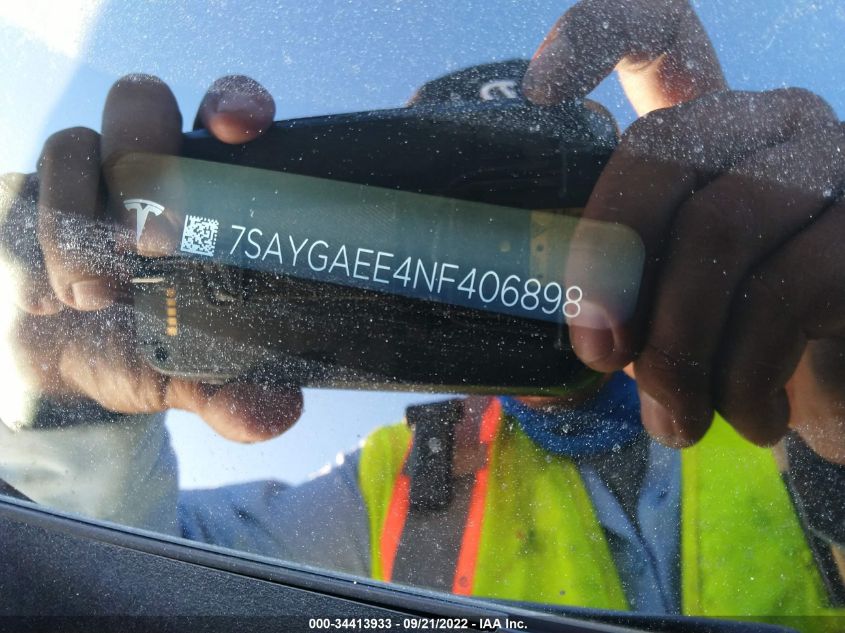 7SAYGAEE4NF406898
000-34413933 - 09/21/2022 - IAA Inc.